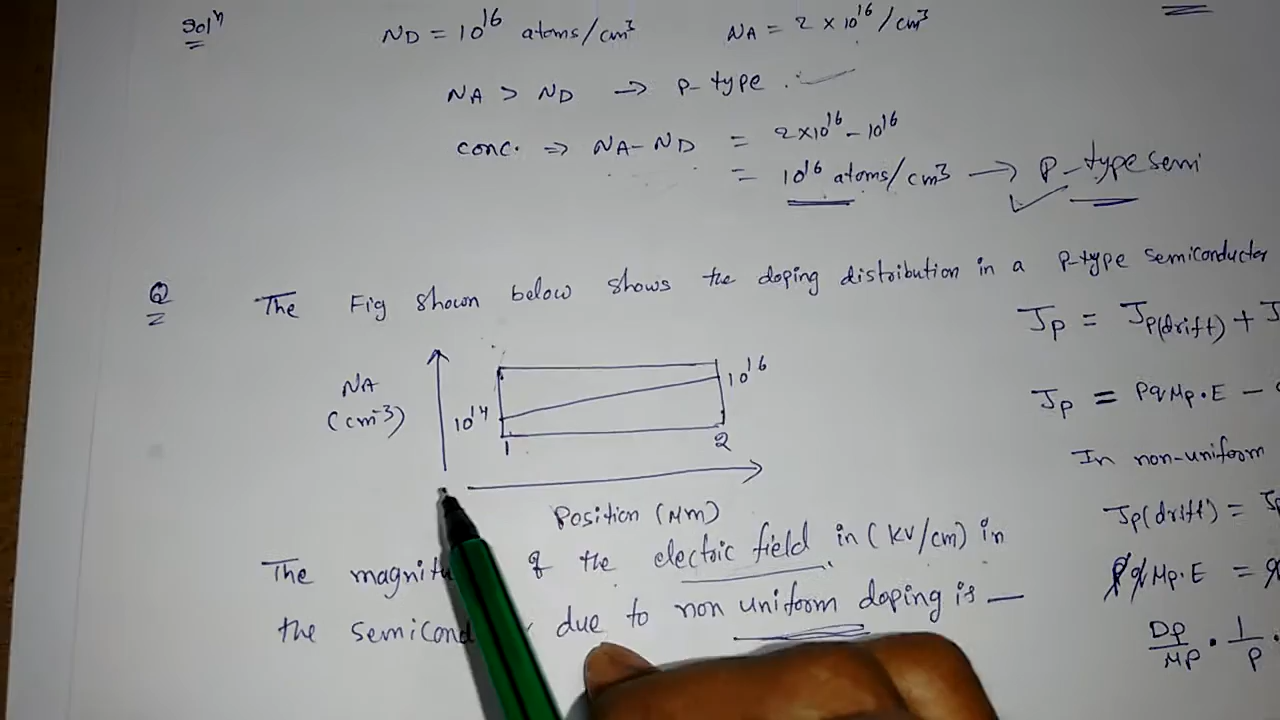 Solⁿ
ND = 10¹⁶ atoms/cm³ NA = 2 × 10¹⁶/cm³
NA > ND → P-type.
conc. ⇒ NA-ND = 2×10¹⁶ - 10¹⁶
= 10¹⁶ atoms/cm³ → P-type semi
Q The Fig shown below shows the doping distribution in a P-type semiconductor
NA
(cm⁻³)
10¹⁴
10¹⁶
1 2
Position (μm)
The magnit of the electric field in (KV/cm) in
the semicond due to non uniform doping is —
Jp = Jp(drift) + J
Jp = pqμp.E -
In non-uniform
Jp(drift) = Jp
pqμp.E =
Dp/μp . 1/p .